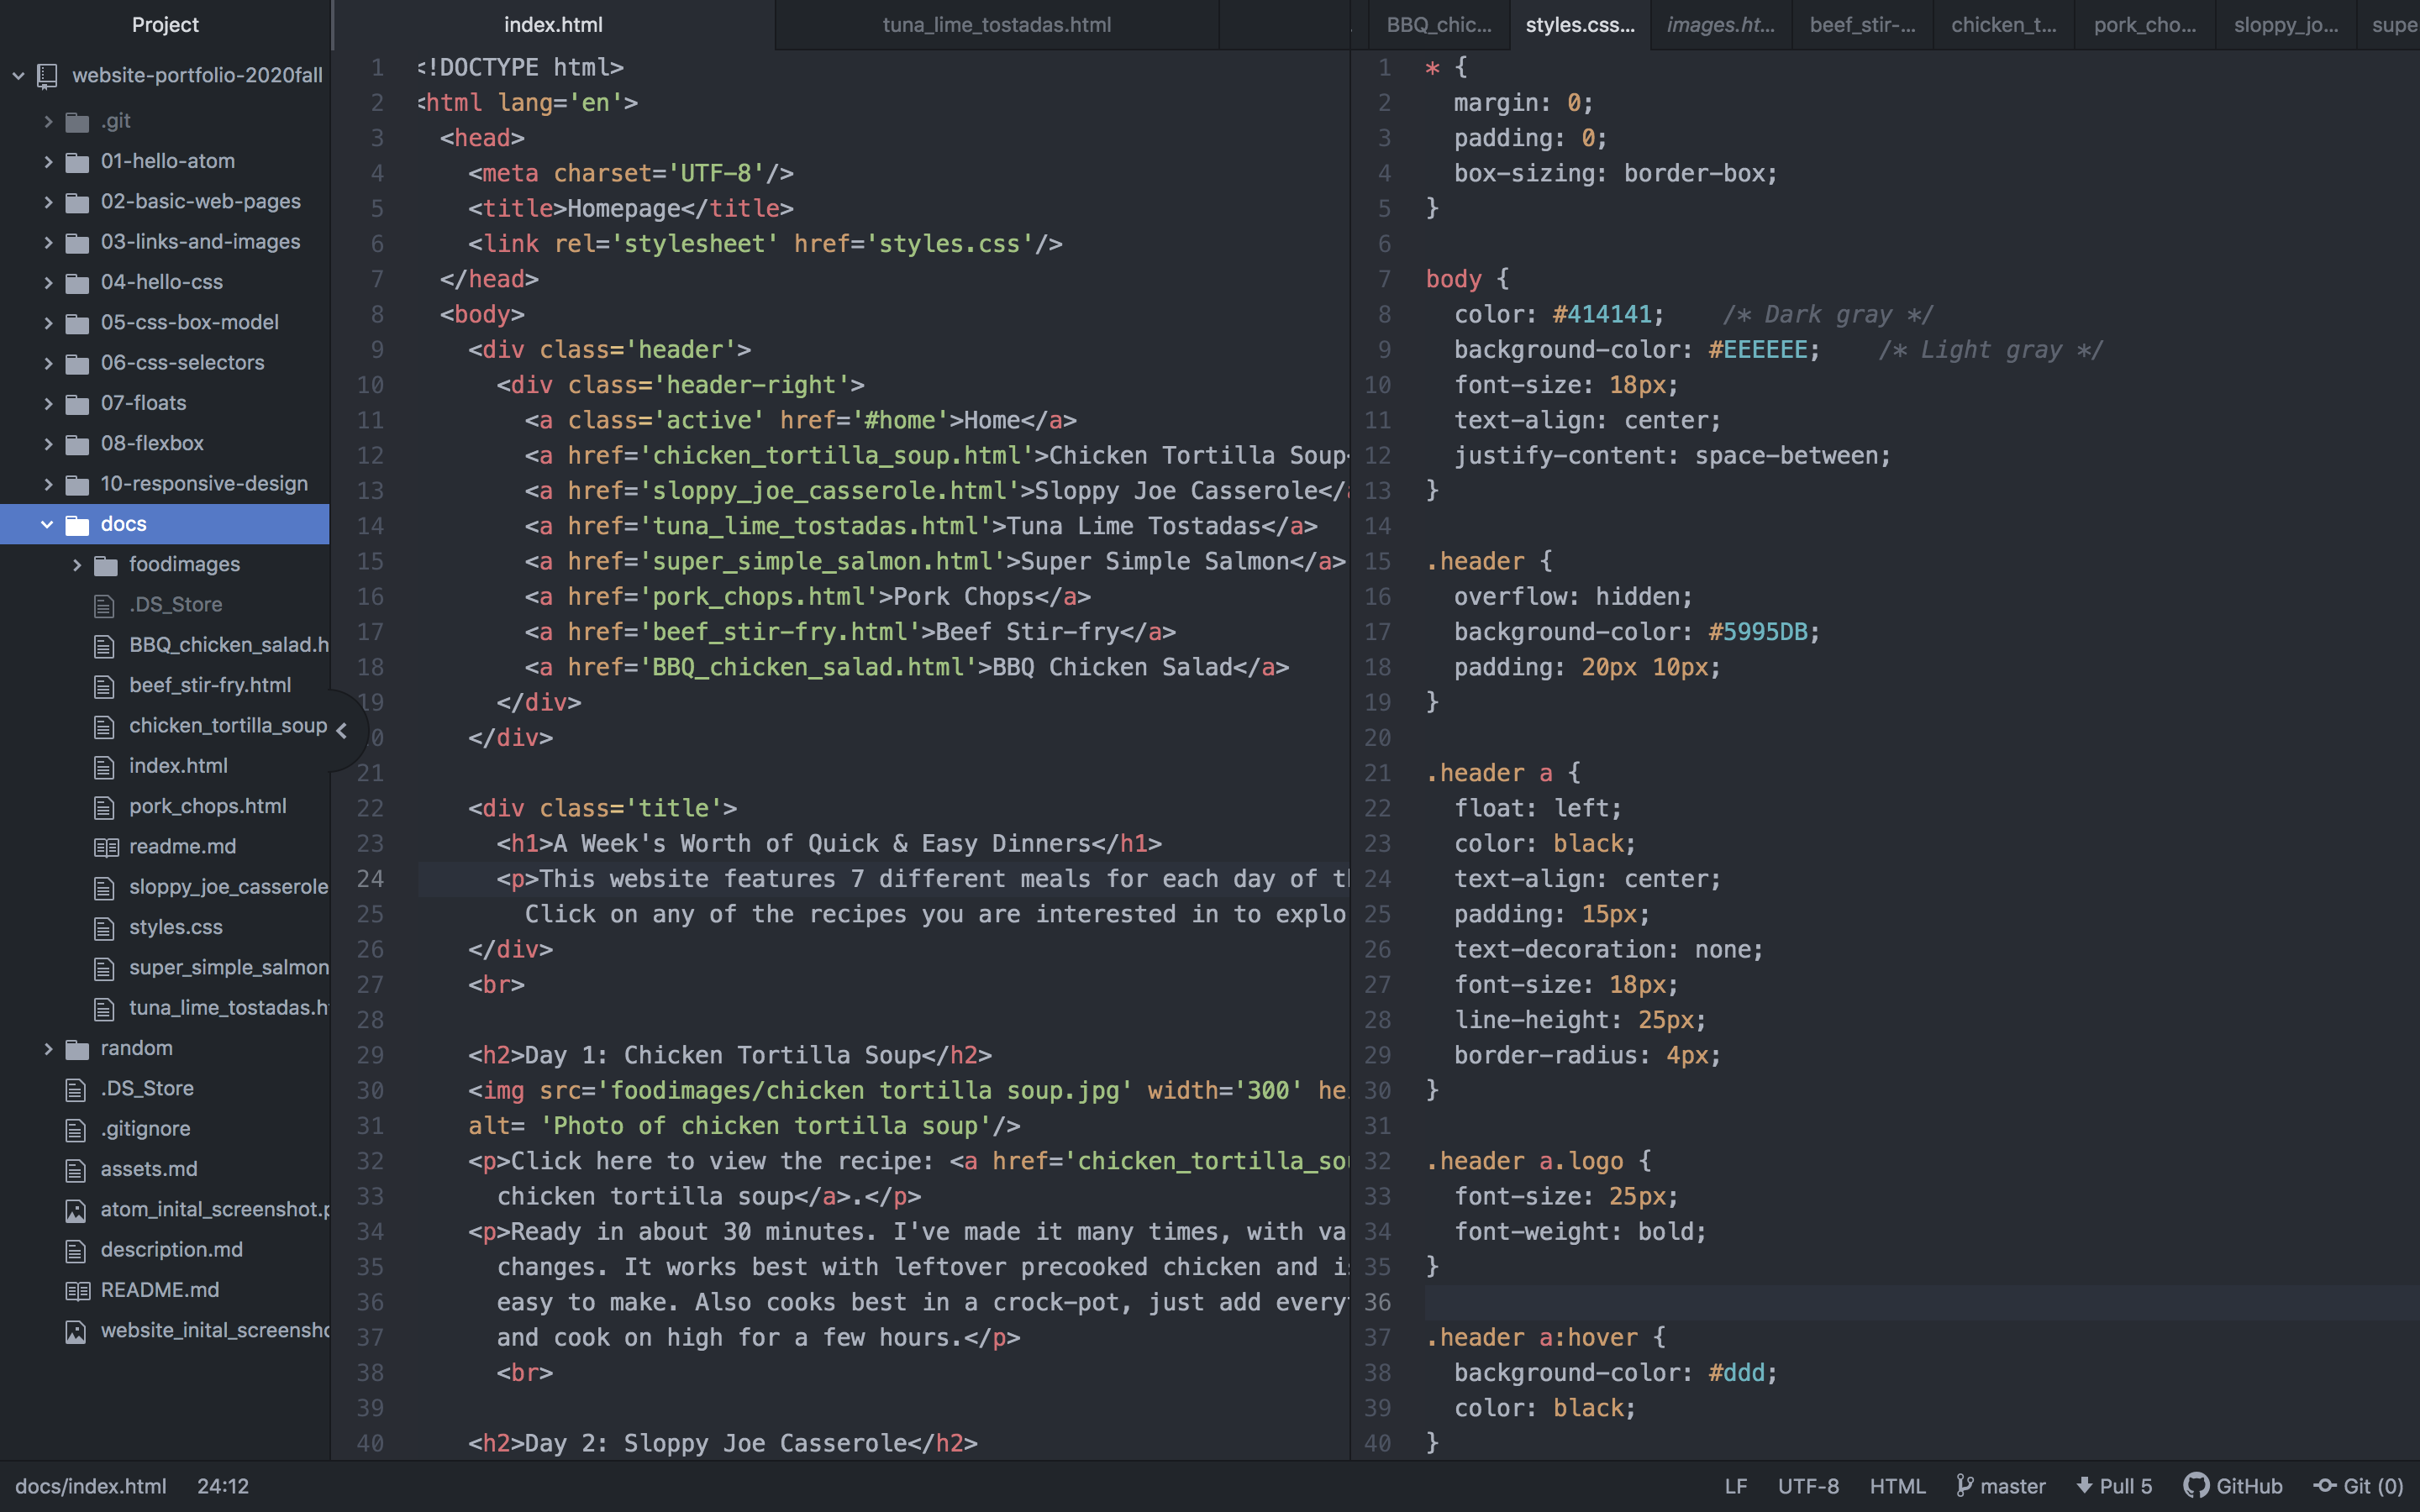 Project
website-portfolio-2020fall
.git
01-hello-atom
02-basic-web-pages
03-links-and-images
04-hello-css
05-css-box-model
06-css-selectors
07-floats
08-flexbox
10-responsive-design
docs
foodimages
.DS_Store
BBQ_chicken_salad.h
beef_stir-fry.html
chicken_tortilla_soup
index.html
pork_chops.html
readme.md
sloppy_joe_casserole
styles.css
super_simple_salmon
tuna_lime_tostadas.h
random
.DS_Store
.gitignore
assets.md
atom_inital_screenshot.p
description.md
README.md
website_inital_screensho
index.html
tuna_lime_tostadas.html
1 <!DOCTYPE html>
2 <html lang='en'>
3 <head>
4 <meta charset='UTF-8'/>
5 <title>Homepage</title>
6 <link rel='stylesheet' href='styles.css'/>
7 </head>
8 <body>
9 <div class='header'>
10 <div class='header-right'>
11 <a class='active' href='#home'>Home</a>
12 <a href='chicken_tortilla_soup.html'>Chicken Tortilla Soup<
13 <a href='sloppy_joe_casserole.html'>Sloppy Joe Casserole</a
14 <a href='tuna_lime_tostadas.html'>Tuna Lime Tostadas</a>
15 <a href='super_simple_salmon.html'>Super Simple Salmon</a>
16 <a href='pork_chops.html'>Pork Chops</a>
17 <a href='beef_stir-fry.html'>Beef Stir-fry</a>
18 <a href='BBQ_chicken_salad.html'>BBQ Chicken Salad</a>
19 </div>
0 </div>
21
22 <div class='title'>
23 <h1>A Week's Worth of Quick & Easy Dinners</h1>
24 <p>This website features 7 different meals for each day of th
25 Click on any of the recipes you are interested in to explo
26 </div>
27 <br>
28
29 <h2>Day 1: Chicken Tortilla Soup</h2>
30 <img src='foodimages/chicken tortilla soup.jpg' width='300' he
31 alt= 'Photo of chicken tortilla soup'/>
32 <p>Click here to view the recipe: <a href='chicken_tortilla_so
33 chicken tortilla soup</a>.</p>
34 <p>Ready in about 30 minutes. I've made it many times, with va
35 changes. It works best with leftover precooked chicken and is
36 easy to make. Also cooks best in a crock-pot, just add every
37 and cook on high for a few hours.</p>
38 <br>
39
40 <h2>Day 2: Sloppy Joe Casserole</h2>
BBQ_chic...
styles.css...
images.ht...
beef_stir-...
chicken_t...
pork_cho...
sloppy_jo...
supe
1 * {
2 margin: 0;
3 padding: 0;
4 box-sizing: border-box;
5 }
6
7 body {
8 color: #414141; /* Dark gray */
9 background-color: #EEEEEE; /* Light gray */
10 font-size: 18px;
11 text-align: center;
12 justify-content: space-between;
13 }
14
15 .header {
16 overflow: hidden;
17 background-color: #5995DB;
18 padding: 20px 10px;
19 }
20
21 .header a {
22 float: left;
23 color: black;
24 text-align: center;
25 padding: 15px;
26 text-decoration: none;
27 font-size: 18px;
28 line-height: 25px;
29 border-radius: 4px;
30 }
31
32 .header a.logo {
33 font-size: 25px;
34 font-weight: bold;
35 }
36
37 .header a:hover {
38 background-color: #ddd;
39 color: black;
40 }
docs/index.html 24:12
LF UTF-8 HTML master Pull 5 GitHub Git (0)